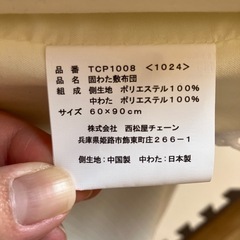 品番 TCP1008 <1024>
品名 固わた敷布団
組成 側生地 ポリエステル100%
中わた ポリエステル100%
サイズ 60×90cm
株式会社 西松屋チェーン
兵庫県姫路市飾東町庄266-1
側生地:中国製 中わた:日本製